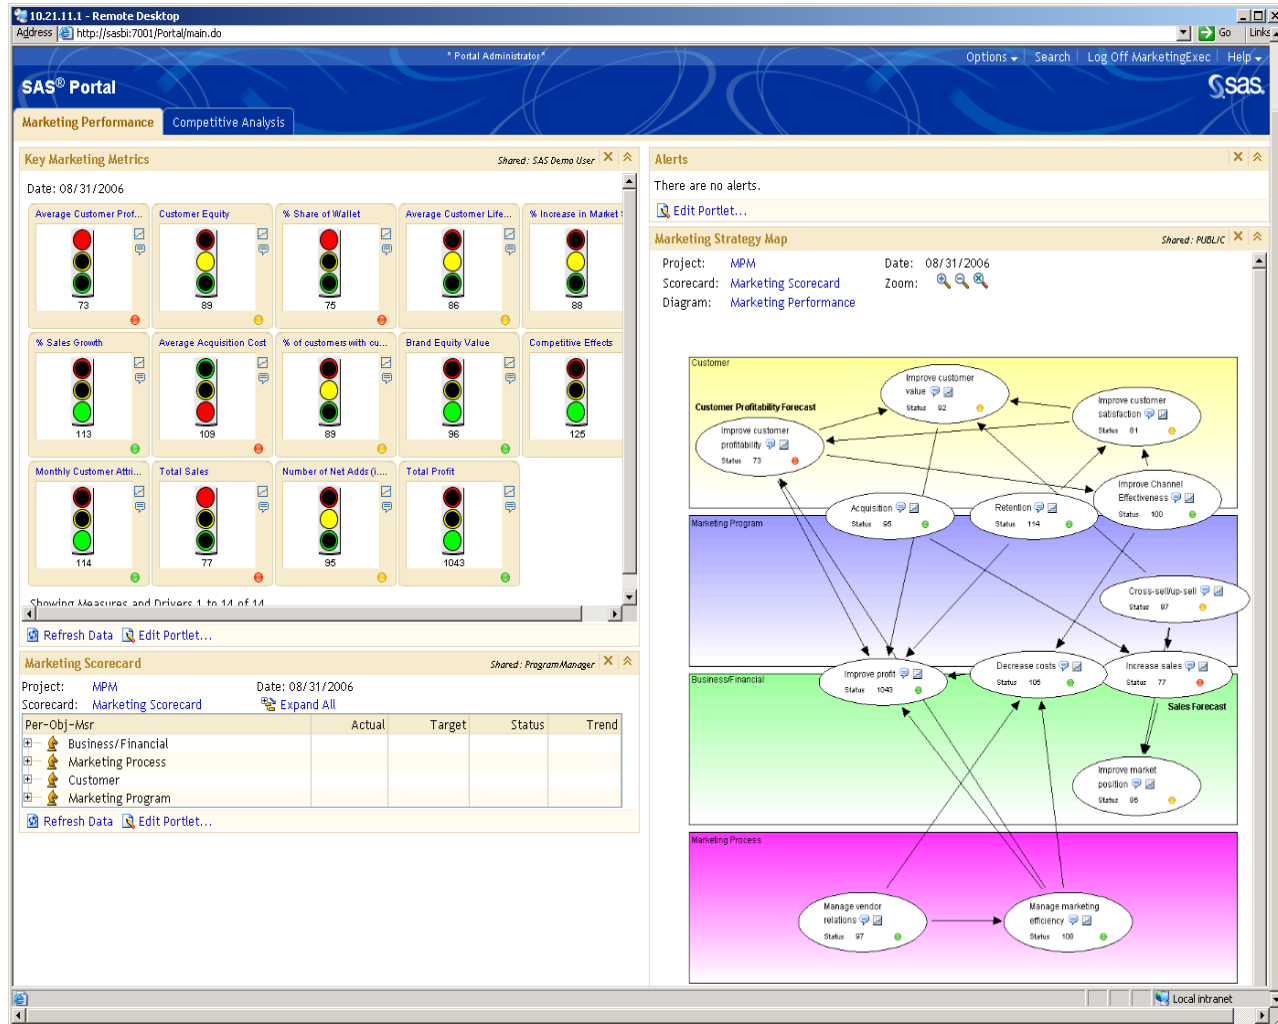 10.21.11.1 - Remote Desktop
Address http://sasbi:7001/Portal/main.do Go Links
* Portal Administrator * Options Search Log Off MarketingExec Help
SAS® Portal sas.
Marketing Performance Competitive Analysis
Key Marketing Metrics Shared: SAS Demo User
Date: 08/31/2006
Average Customer Prof... Customer Equity % Share of Wallet Average Customer Life... % Increase in Market
73 89 75 86 88
% Sales Growth Average Acquisition Cost % of customers with cu... Brand Equity Value Competitive Effects
113 109 89 96 125
Monthly Customer Attri... Total Sales Number of Net Adds (i.... Total Profit
114 77 95 1043
Showing Measures and Drivers 1 to 14 of 14
Refresh Data Edit Portlet...
Marketing Scorecard Shared: ProgramManager
Project: MPM Date: 08/31/2006
Scorecard: Marketing Scorecard Expand All
Per-Obj-Msr Actual Target Status Trend
Business/Financial
Marketing Process
Customer
Marketing Program
Refresh Data Edit Portlet...
Alerts
There are no alerts.
Edit Portlet...
Marketing Strategy Map Shared: PUBLIC
Project: MPM Date: 08/31/2006
Scorecard: Marketing Scorecard Zoom:
Diagram: Marketing Performance
Customer
Improve customer
value
Status 92
Customer Profitability Forecast
Improve customer
satisfaction
Status 81
Improve customer
profitability
Status 73
Improve Channel
Effectiveness
Status 100
Acquisition
Status 95
Retention
Status 114
Marketing Program
Cross-sell/up-sell
Status 87
Improve profit
Status 1043
Decrease costs
Status 105
Increase sales
Status 77
Business/Financial
Sales Forecast
Improve market
position
Status 86
Marketing Process
Manage vendor
relations
Status 97
Manage marketing
efficiency
Status 108
Local intranet